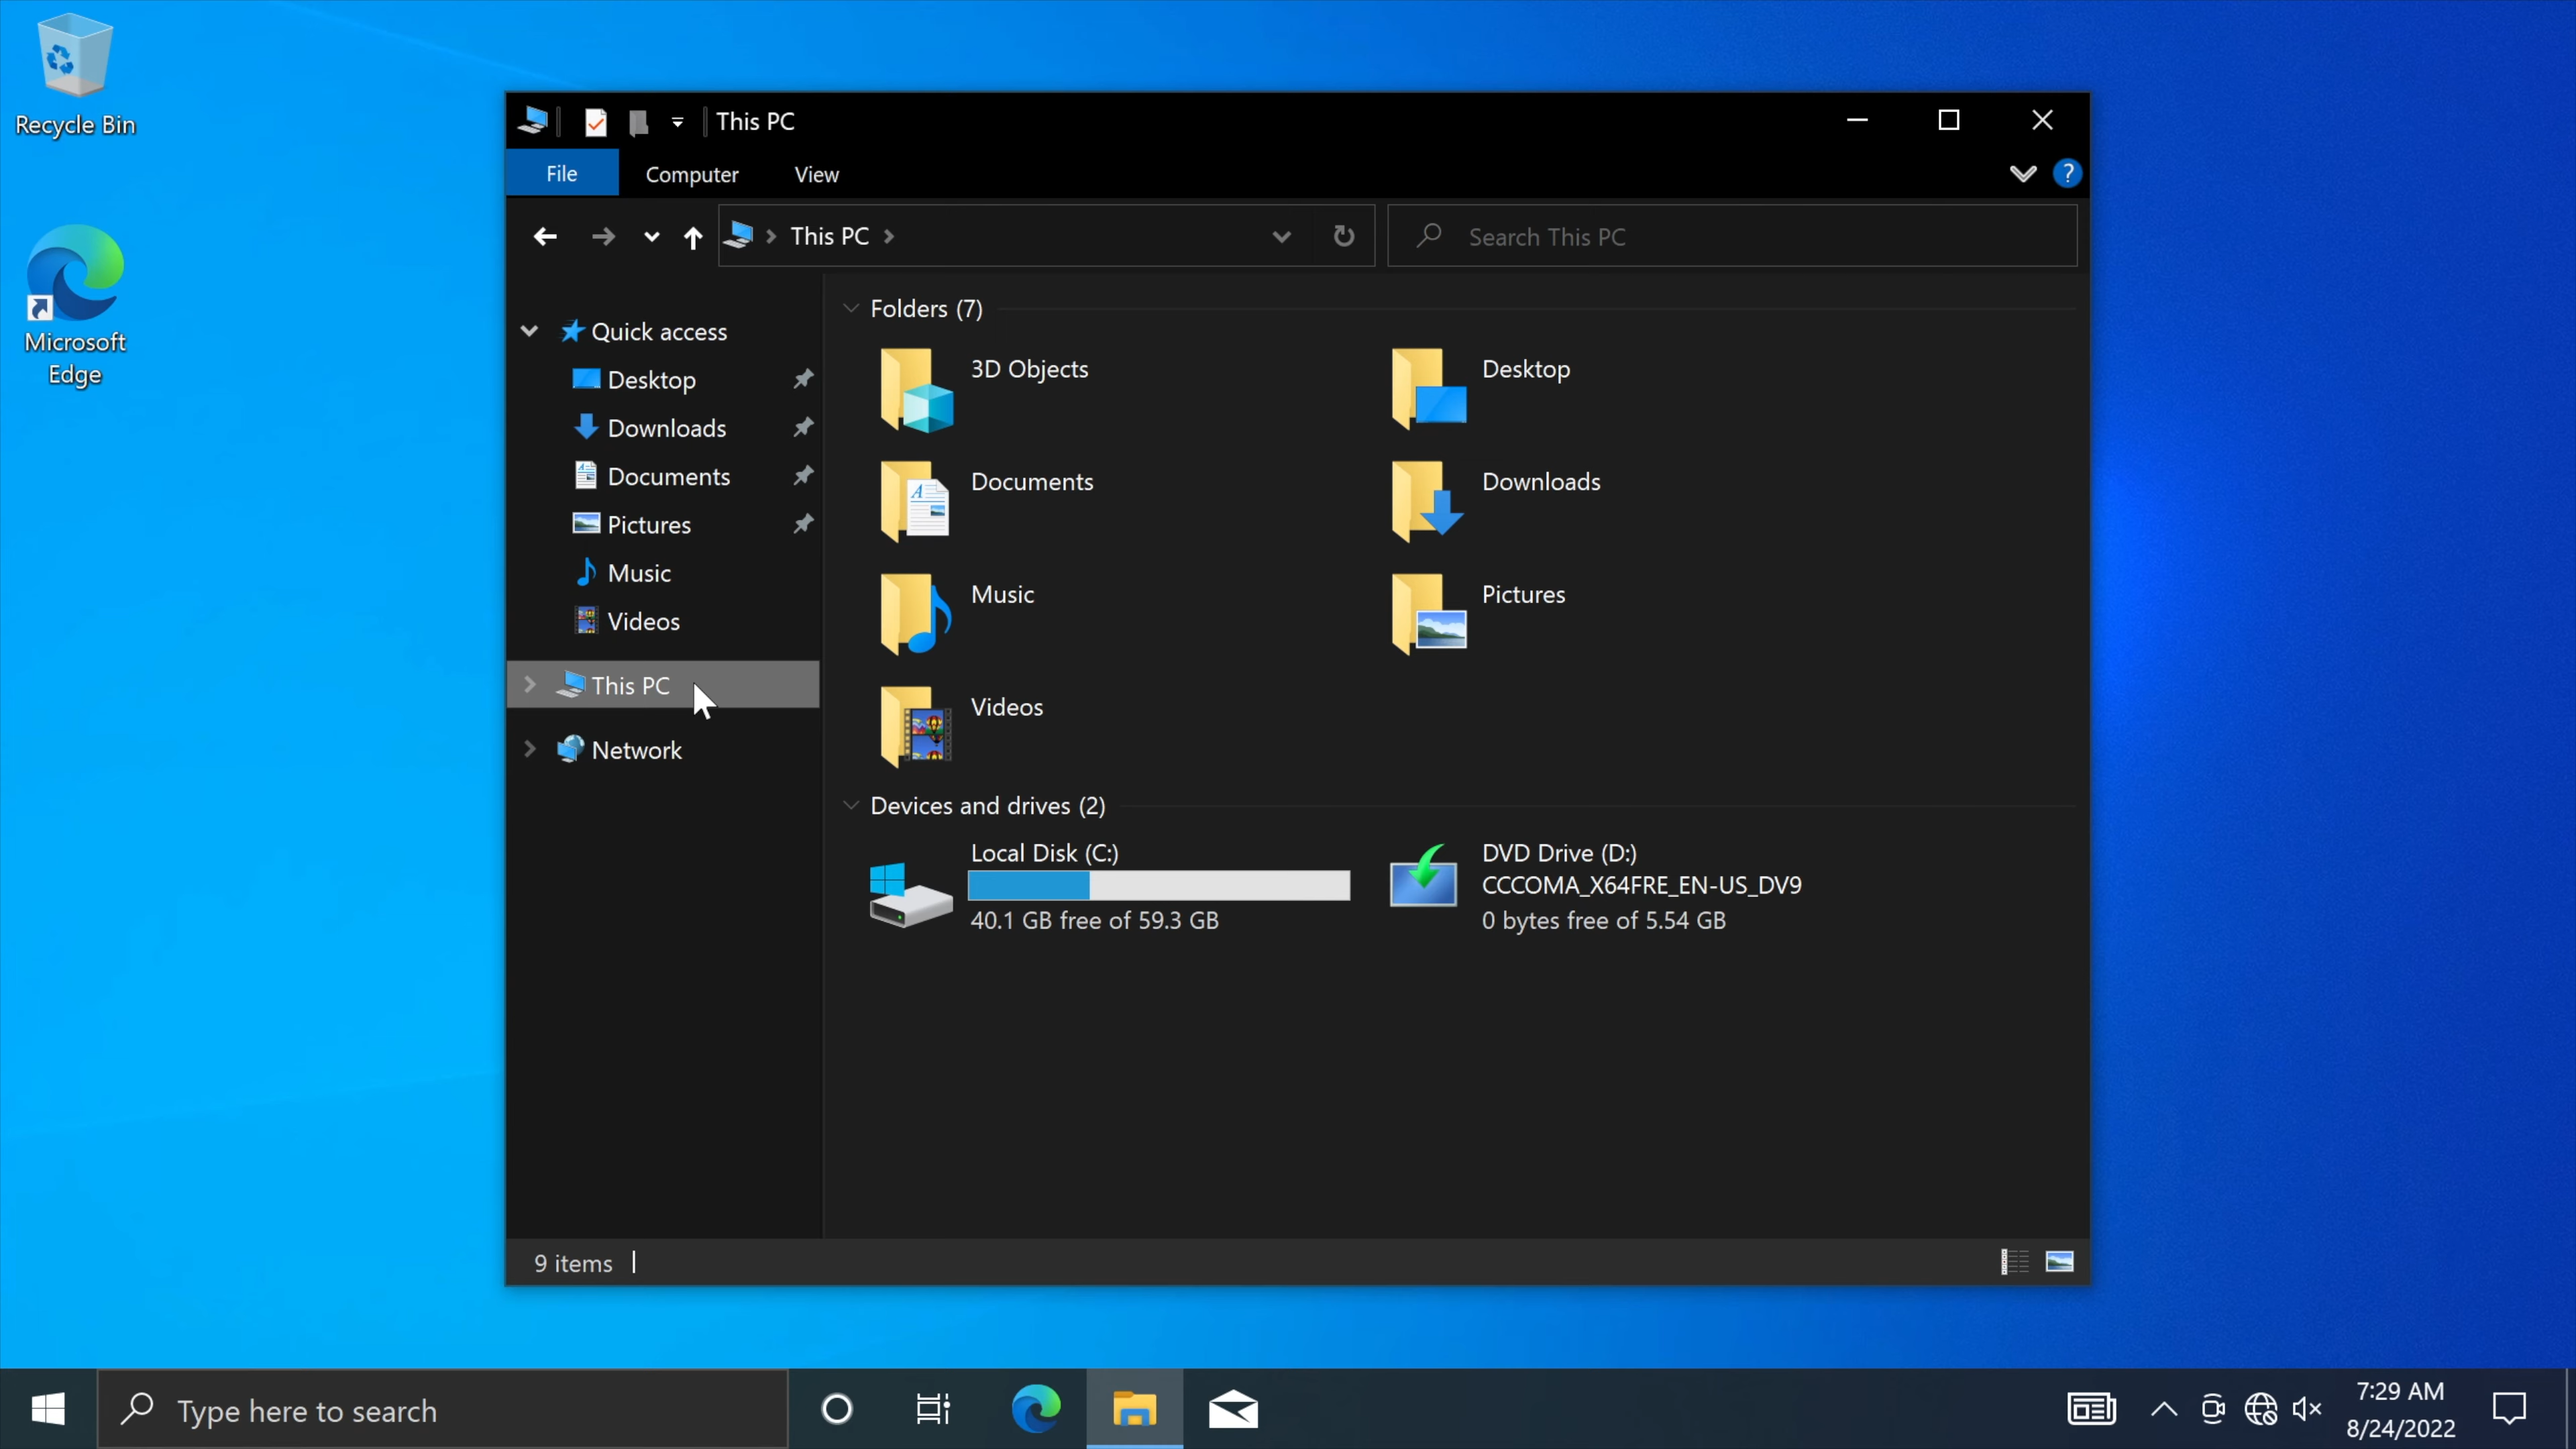 Recycle Bin
Microsoft
Edge
This PC
File
Computer
View
?
This PC
Search This PC
Quick access
Desktop
Downloads
Documents
Pictures
Music
Videos
This PC
Network
Folders (7)
3D Objects
Desktop
Documents
Downloads
Music
Pictures
Videos
Devices and drives (2)
Local Disk (C:)
40.1 GB free of 59.3 GB
DVD Drive (D:)
CCCOMA_X64FRE_EN-US_DV9
0 bytes free of 5.54 GB
9 items
Type here to search
7:29 AM
8/24/2022